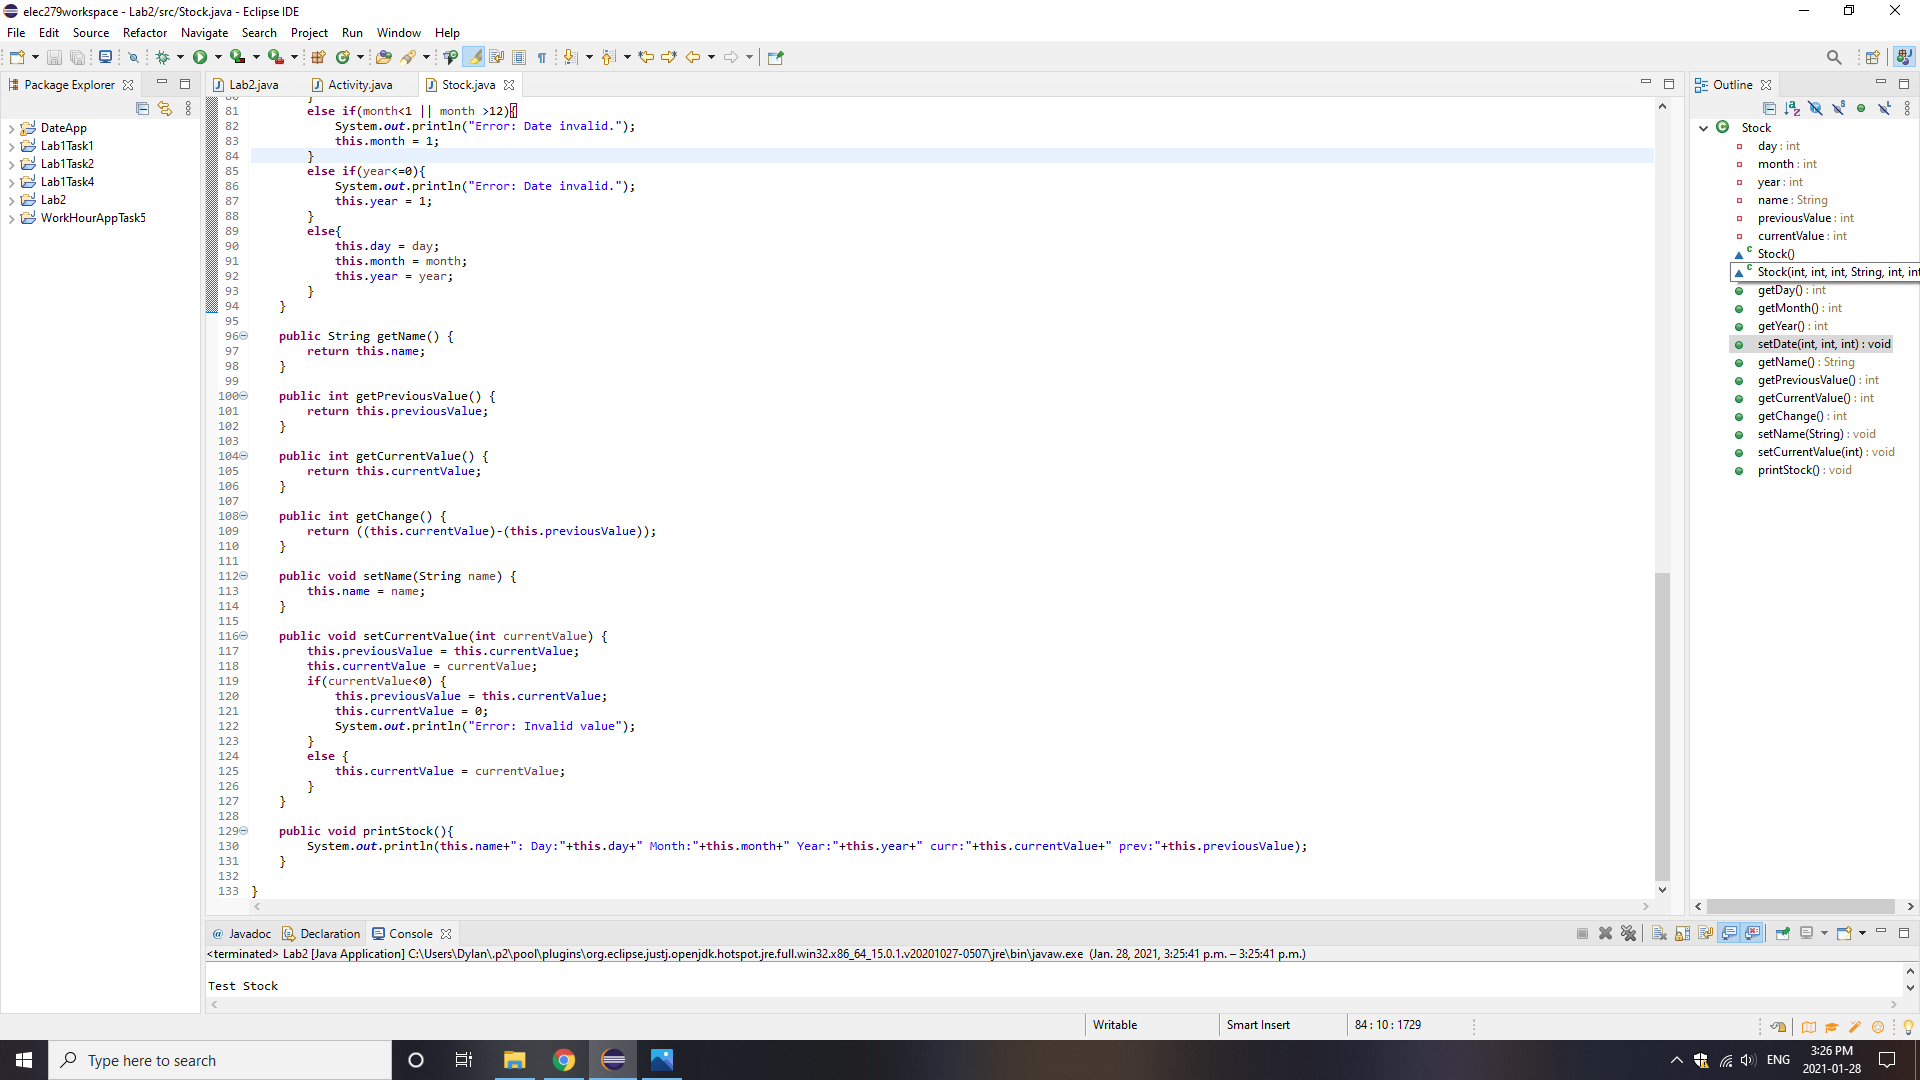 elec279workspace - Lab2/src/Stock.java - Eclipse IDE
File Edit Source Refactor Navigate Search Project Run Window Help
Package Explorer
DateApp
Lab1Task1
Lab1Task2
Lab1Task4
Lab2
WorkHourAppTask5
Lab2.java Activity.java Stock.java
81 else if(month<1 || month >12){
82 System.out.println("Error: Date invalid.");
83 this.month = 1;
84 }
85 else if(year<=0){
86 System.out.println("Error: Date invalid.");
87 this.year = 1;
88 }
89 else{
90 this.day = day;
91 this.month = month;
92 this.year = year;
93 }
94 }
95
96 public String getName() {
97 return this.name;
98 }
99
100 public int getPreviousValue() {
101 return this.previousValue;
102 }
103
104 public int getCurrentValue() {
105 return this.currentValue;
106 }
107
108 public int getChange() {
109 return ((this.currentValue)-(this.previousValue));
110 }
111
112 public void setName(String name) {
113 this.name = name;
114 }
115
116 public void setCurrentValue(int currentValue) {
117 this.previousValue = this.currentValue;
118 this.currentValue = currentValue;
119 if(currentValue<0) {
120 this.previousValue = this.currentValue;
121 this.currentValue = 0;
122 System.out.println("Error: Invalid value");
123 }
124 else {
125 this.currentValue = currentValue;
126 }
127 }
128
129 public void printStock(){
130 System.out.println(this.name+": Day:"+this.day+" Month:"+this.month+" Year:"+this.year+" curr:"+this.currentValue+" prev:"+this.previousValue);
131 }
132
133 }
Outline
Stock
day : int
month : int
year : int
name : String
previousValue : int
currentValue : int
Stock()
Stock(int, int, int, String, int, int
getDay() : int
getMonth() : int
getYear() : int
setDate(int, int, int) : void
getName() : String
getPreviousValue() : int
getCurrentValue() : int
getChange() : int
setName(String) : void
setCurrentValue(int) : void
printStock() : void
@ Javadoc Declaration Console
<terminated> Lab2 [Java Application] C:\Users\Dylan\.p2\pool\plugins\org.eclipse.justj.openjdk.hotspot.jre.full.win32.x86_64_15.0.1.v20201027-0507\jre\bin\javaw.exe (Jan. 28, 2021, 3:25:41 p.m. – 3:25:41 p.m.)
Test Stock
Writable Smart Insert 84 : 10 : 1729
Type here to search
ENG
3:26 PM
2021-01-28